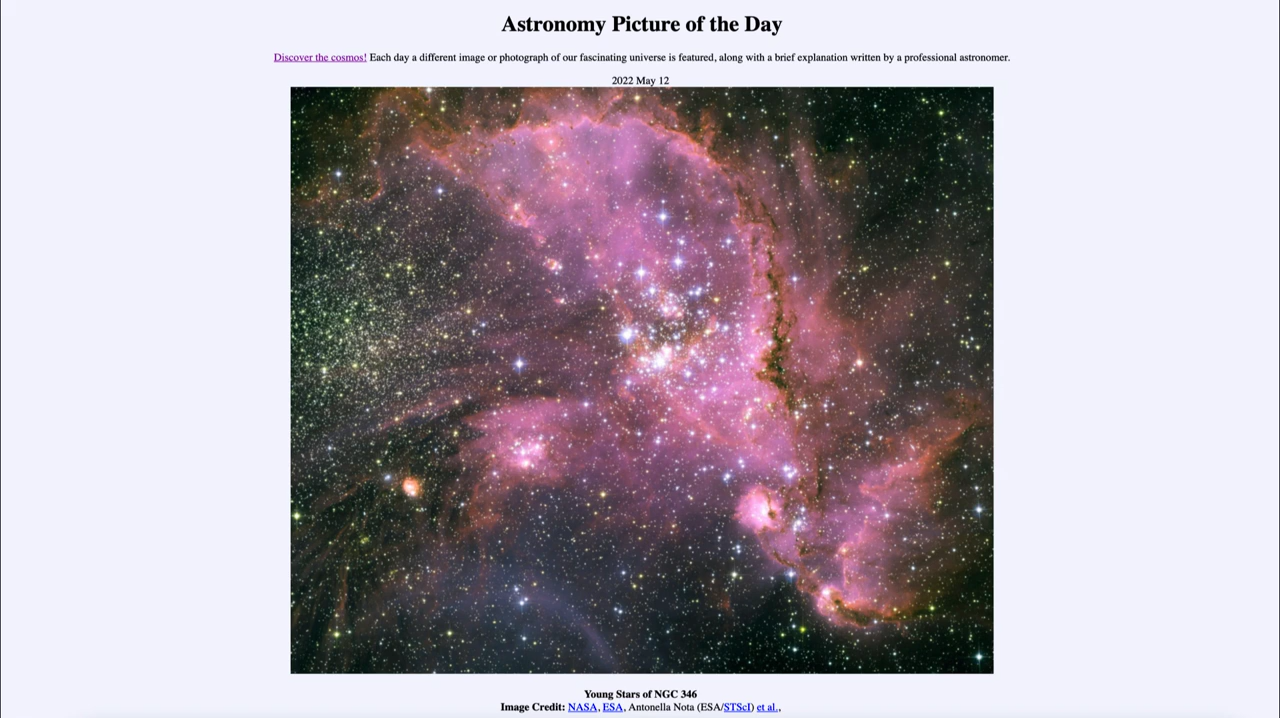 Astronomy Picture of the Day
Discover the cosmos! Each day a different image or photograph of our fascinating universe is featured, along with a brief explanation written by a professional astronomer.
2022 May 12
Young Stars of NGC 346
Image Credit: NASA, ESA, Antonella Nota (ESA/STScI) et al.,